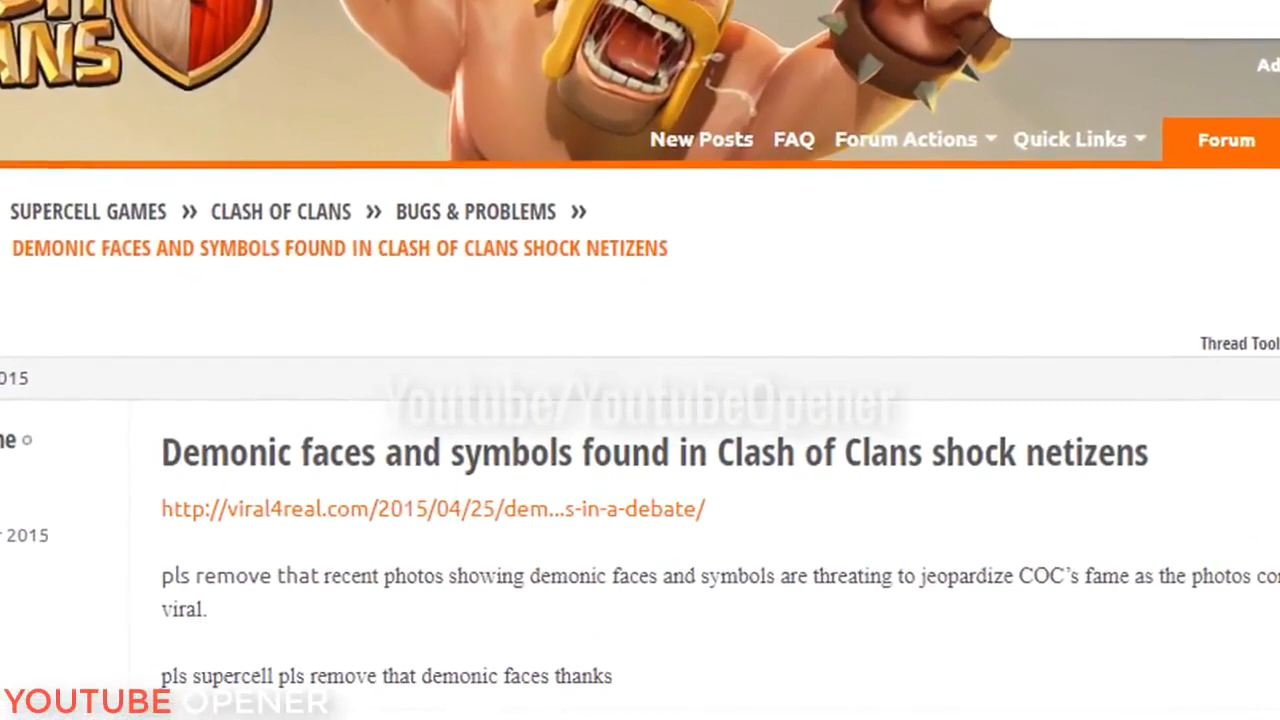 ANS
Ad
New Posts FAQ Forum Actions Quick Links Forum
SUPERCELL GAMES » CLASH OF CLANS » BUGS & PROBLEMS »
DEMONIC FACES AND SYMBOLS FOUND IN CLASH OF CLANS SHOCK NETIZENS
Thread Tool
015
Youtube/YoutubeOpener
ne
Demonic faces and symbols found in Clash of Clans shock netizens
http://viral4real.com/2015/04/25/dem...s-in-a-debate/
2015
pls remove that recent photos showing demonic faces and symbols are threating to jeopardize COC’s fame as the photos co
viral.
pls supercell pls remove that demonic faces thanks
YOUTUBE OPENER